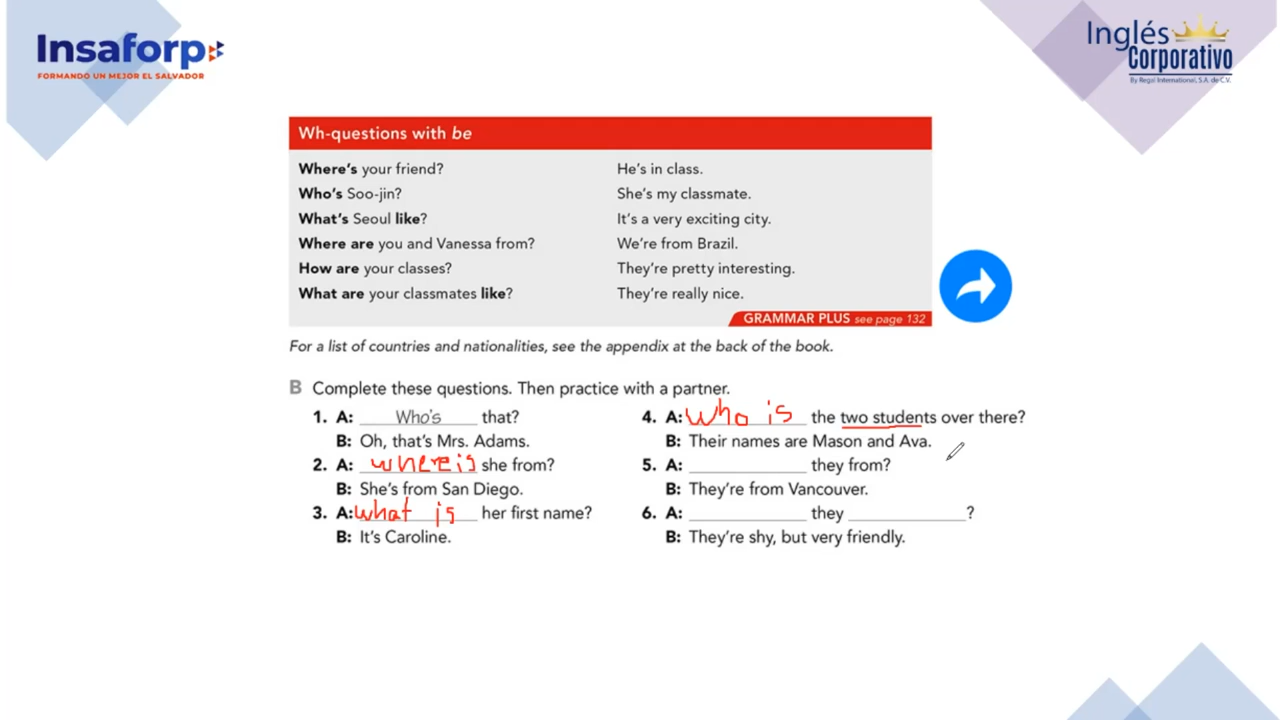 Insaforp
FORMANDO UN MEJOR EL SALVADOR
Inglés
Corporativo
By Regal International, S.A. de C.V.
Wh-questions with be
Where's your friend? He's in class.
Who's Soo-jin? She's my classmate.
What's Seoul like? It's a very exciting city.
Where are you and Vanessa from? We're from Brazil.
How are your classes? They're pretty interesting.
What are your classmates like? They're really nice.
GRAMMAR PLUS see page 132
For a list of countries and nationalities, see the appendix at the back of the book.
B Complete these questions. Then practice with a partner.
1. A: Who's that?
B: Oh, that's Mrs. Adams.
2. A: where is she from?
B: She's from San Diego.
3. A: what is her first name?
B: It's Caroline.
4. A: who is the two students over there?
B: Their names are Mason and Ava.
5. A: ____________ they from?
B: They're from Vancouver.
6. A: ____________ they ____________ ?
B: They're shy, but very friendly.